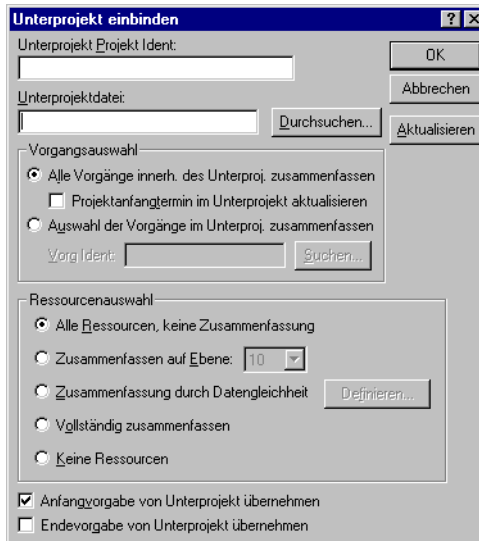 Unterprojekt einbinden
Unterprojekt Projekt Ident:
OK
Abbrechen
Unterprojektdatei:
Durchsuchen...
Aktualisieren
Vorgangsauswahl
Alle Vorgänge innerh. des Unterproj. zusammenfassen
Projektanfangtermin im Unterprojekt aktualisieren
Auswahl der Vorgänge im Unterproj. zusammenfassen
Vorg Ident:
Suchen...
Ressourcenauswahl
Alle Ressourcen, keine Zusammenfassung
Zusammenfassen auf Ebene: 10
Zusammenfassung durch Datengleichheit
Definieren...
Vollständig zusammenfassen
Keine Ressourcen
Anfangvorgabe von Unterprojekt übernehmen
Endevorgabe von Unterprojekt übernehmen